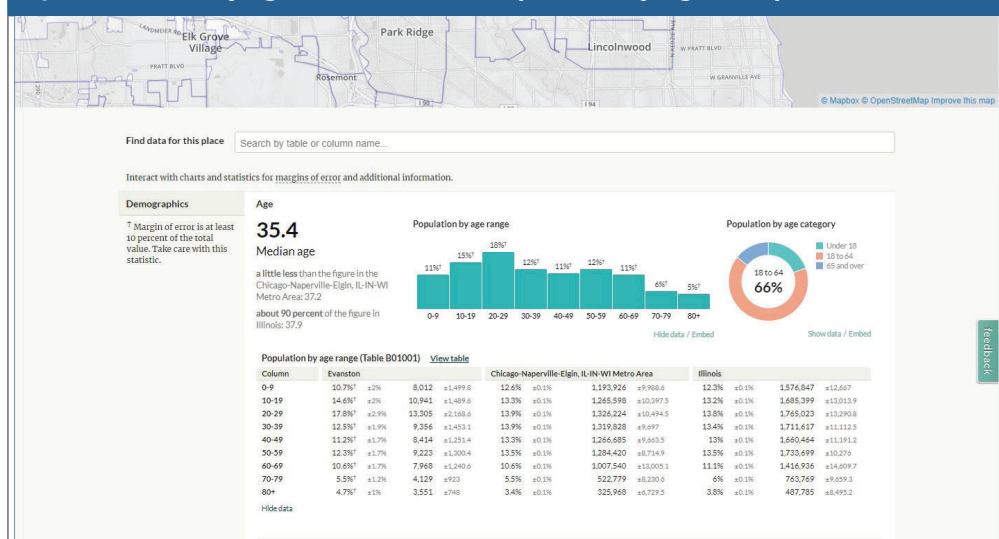 LANDMEIER RD
Elk Grove
Village
Park Ridge
Lincolnwood
W PRATT BLVD
PRATT BLVD
Rosemont
W GRANVILLE AVE
290
190
194
© Mapbox © OpenStreetMap Improve this map
Find data for this place
Search by table or column name...
Interact with charts and statistics for margins of error and additional information.
Demographics
† Margin of error is at least
10 percent of the total
value. Take care with this
statistic.
Age
35.4
Median age
a little less than the figure in the
Chicago-Naperville-Elgin, IL-IN-WI
Metro Area: 37.2
about 90 percent of the figure in
Illinois: 37.9
Population by age range
11%† 15%† 18%† 12%† 11%† 12%† 11%† 6%† 5%†
0-9 10-19 20-29 30-39 40-49 50-59 60-69 70-79 80+
Hide data / Embed
Population by age category
18 to 64
66%
Under 18
18 to 64
65 and over
Show data / Embed
feedback
Population by age range (Table B01001) View table
Column Evanston Chicago-Naperville-Elgin, IL-IN-WI Metro Area Illinois
0-9 10.7%† ±2% 8,012 ±1,499.8 12.6% ±0.1% 1,193,926 ±9,988.6 12.3% ±0.1% 1,576,847 ±12,667
10-19 14.6%† ±2% 10,941 ±1,489.6 13.3% ±0.1% 1,265,598 ±10,397.5 13.2% ±0.1% 1,685,399 ±13,013.9
20-29 17.8%† ±2.9% 13,305 ±2,168.6 13.9% ±0.1% 1,326,224 ±10,494.5 13.8% ±0.1% 1,765,023 ±13,290.8
30-39 12.5%† ±1.9% 9,356 ±1,453.1 13.9% ±0.1% 1,319,828 ±9,697 13.4% ±0.1% 1,711,617 ±11,112.5
40-49 11.2%† ±1.7% 8,414 ±1,251.4 13.3% ±0.1% 1,266,685 ±9,663.5 13% ±0.1% 1,660,464 ±11,191.2
50-59 12.3%† ±1.7% 9,223 ±1,300.4 13.5% ±0.1% 1,284,420 ±8,714.9 13.5% ±0.1% 1,733,699 ±10,276
60-69 10.6%† ±1.7% 7,968 ±1,240.6 10.6% ±0.1% 1,007,540 ±13,005.1 11.1% ±0.1% 1,416,936 ±14,609.7
70-79 5.5%† ±1.2% 4,129 ±923 5.5% ±0.1% 522,779 ±8,230.6 6% ±0.1% 763,769 ±9,659.3
80+ 4.7%† ±1% 3,551 ±748 3.4% ±0.1% 325,968 ±6,729.5 3.8% ±0.1% 487,785 ±8,495.2
Hide data